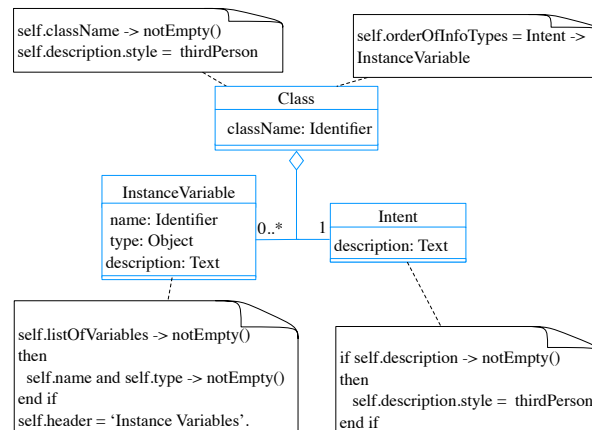 self.className -> notEmpty()
self.description.style = thirdPerson
self.orderOfInfoTypes = Intent ->
InstanceVariable
Class
className: Identifier
InstanceVariable
name: Identifier
type: Object
description: Text
0..*
1
Intent
description: Text
self.listOfVariables -> notEmpty()
then
self.name and self.type -> notEmpty()
end if
self.header = ‘Instance Variables’.
if self.description -> notEmpty()
then
self.description.style = thirdPerson
end if